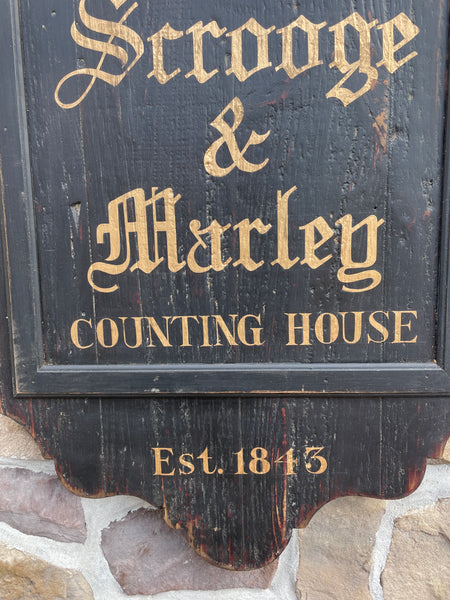 Scrooge
&
Marley
COUNTING HOUSE
Est. 1843